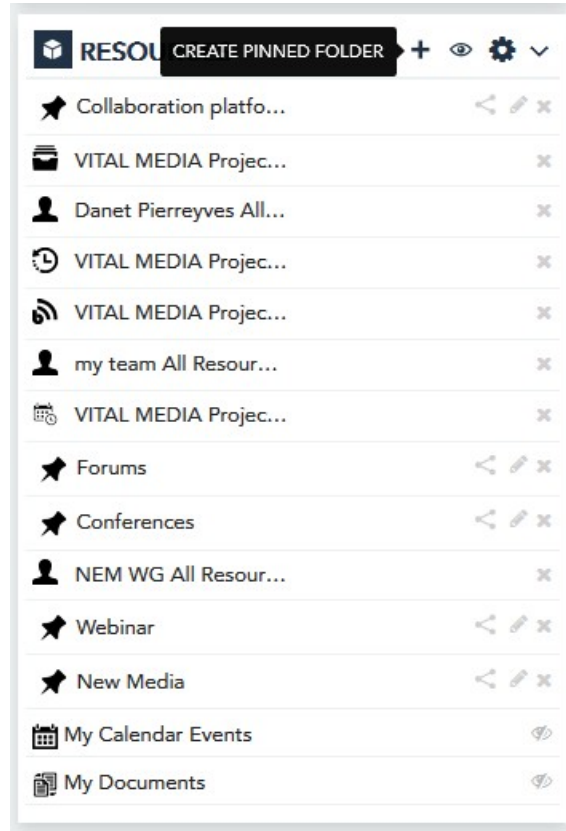 RESOU
CREATE PINNED FOLDER
Collaboration platfo...
VITAL MEDIA Projec...
Danet Pierreyves All...
VITAL MEDIA Projec...
VITAL MEDIA Projec...
my team All Resour...
VITAL MEDIA Projec...
Forums
Conferences
NEM WG All Resour...
Webinar
New Media
My Calendar Events
My Documents